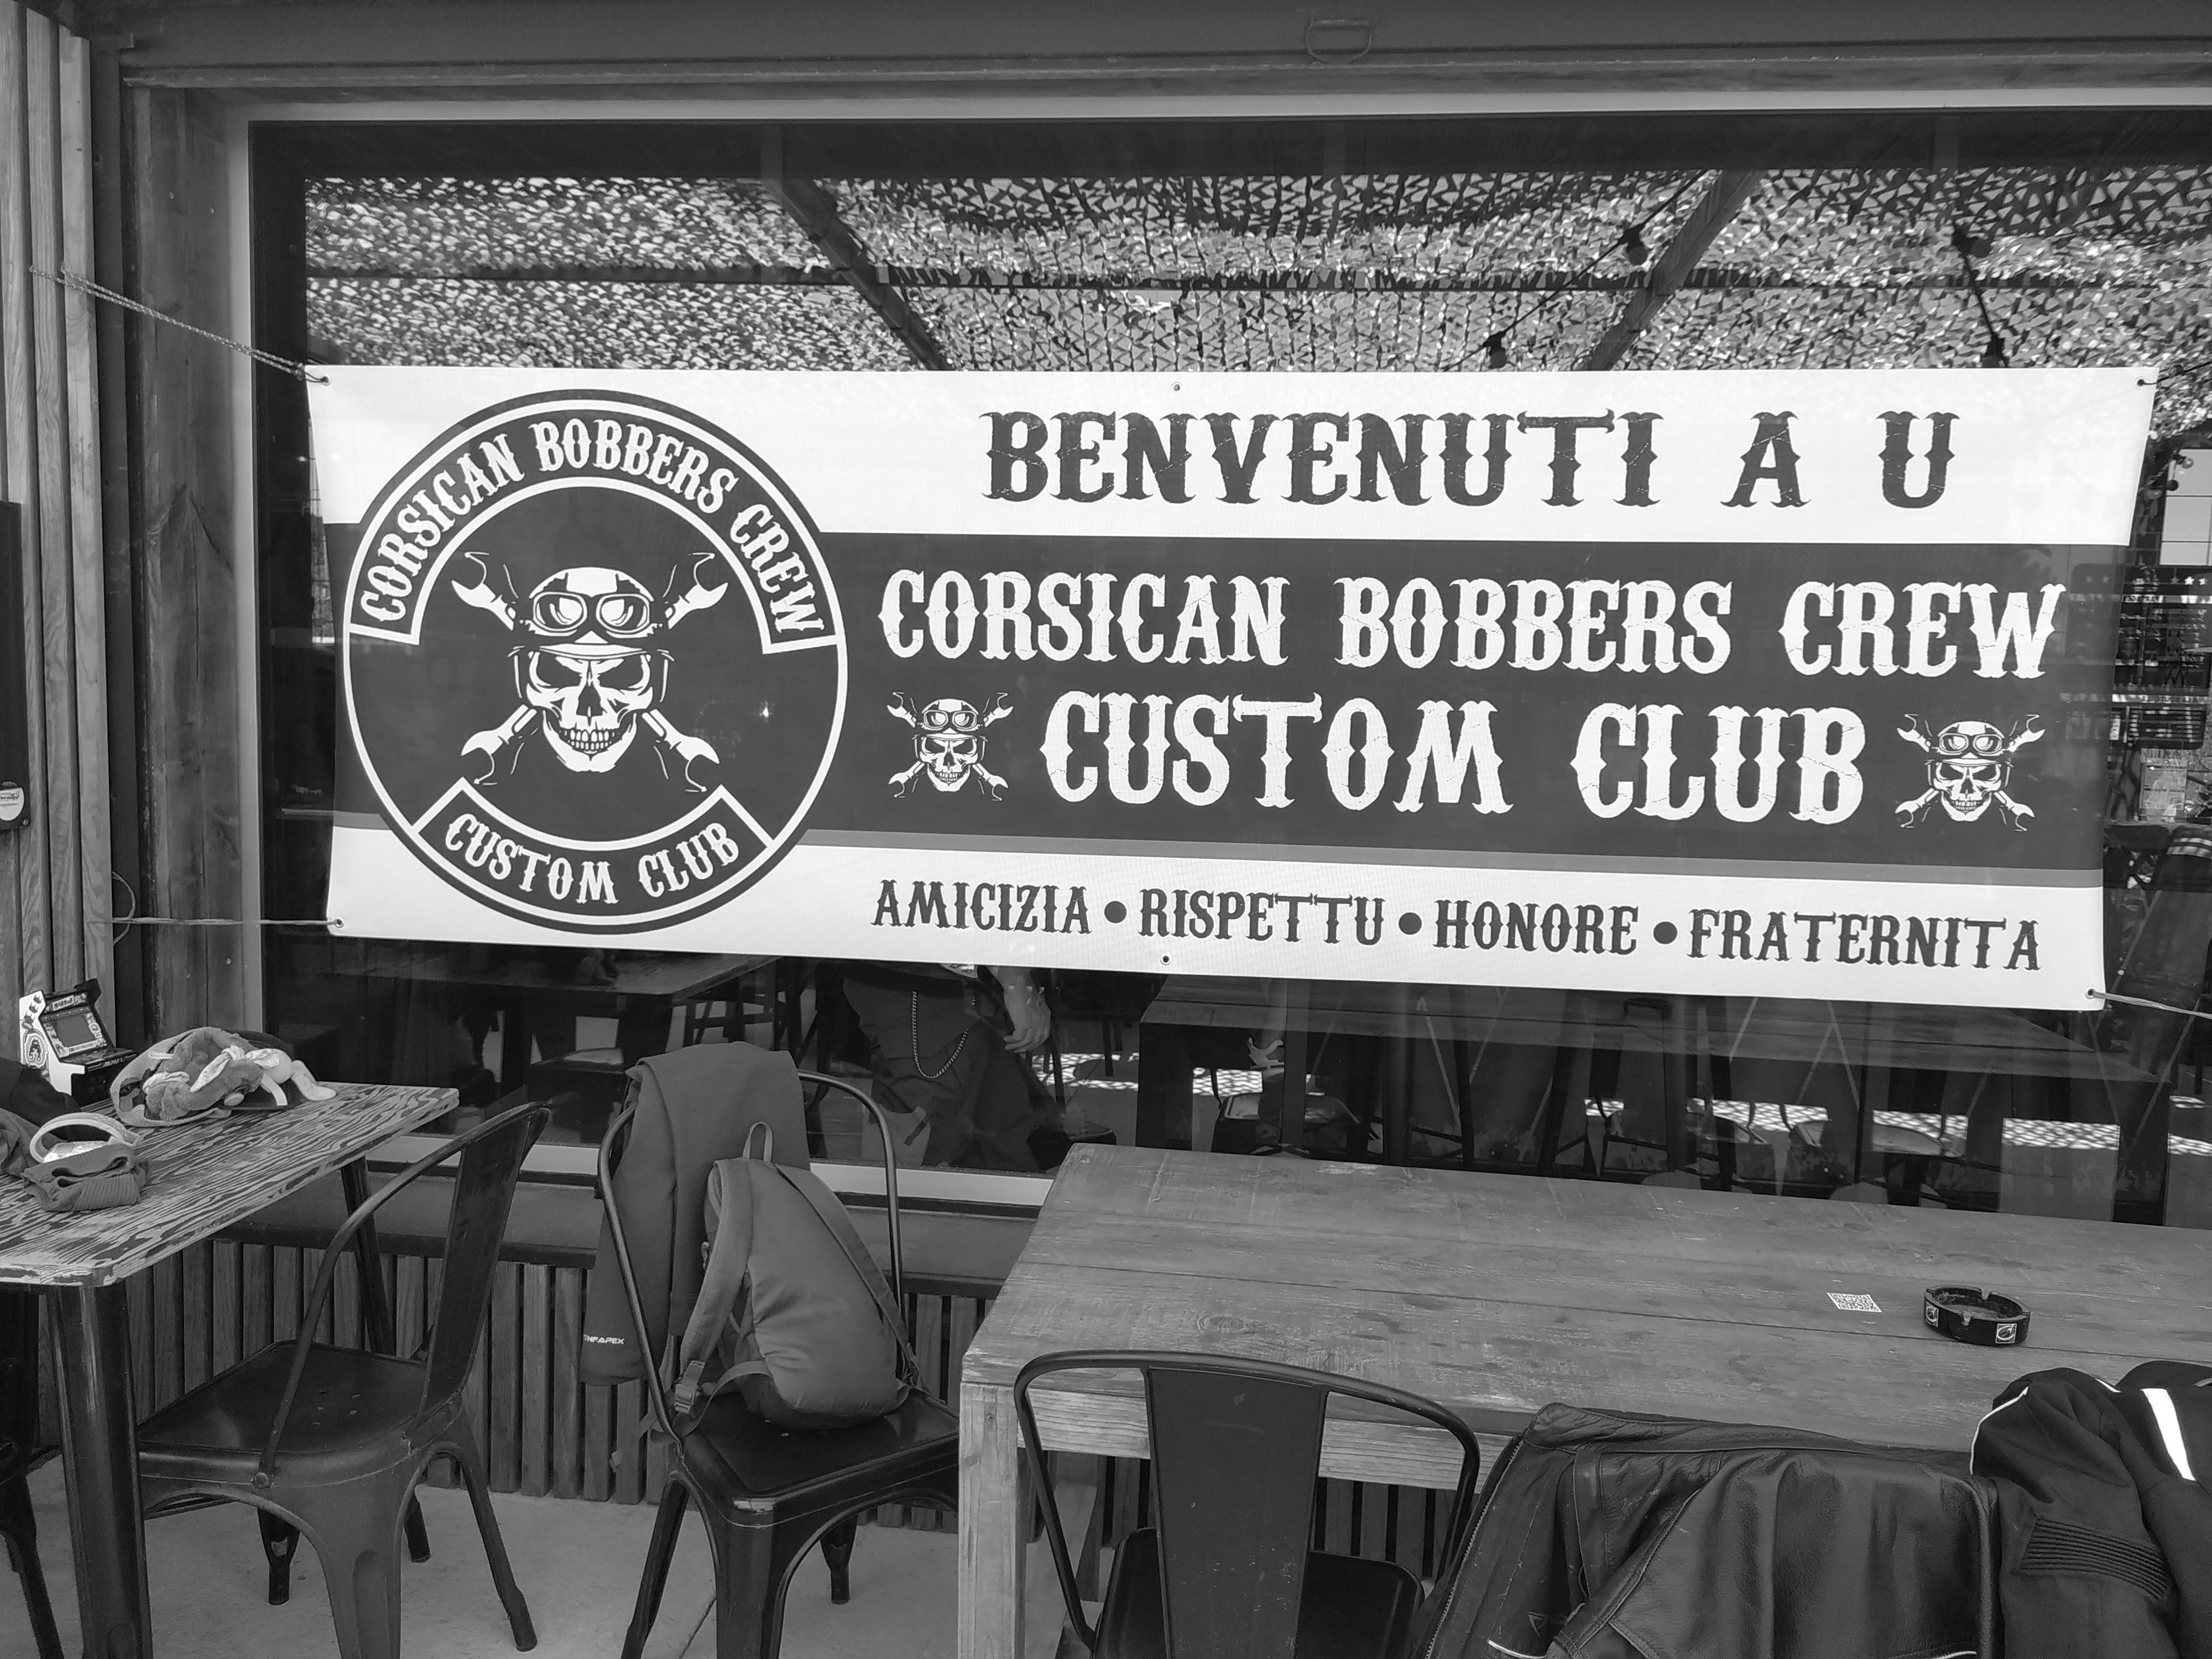 BENVENUTI A U
CORSICAN BOBBERS CREW
CUSTOM CLUB
CORSICAN BOBBERS CREW
CUSTOM CLUB
AMICIZIA • RISPETTU • HONORE • FRATERNITA